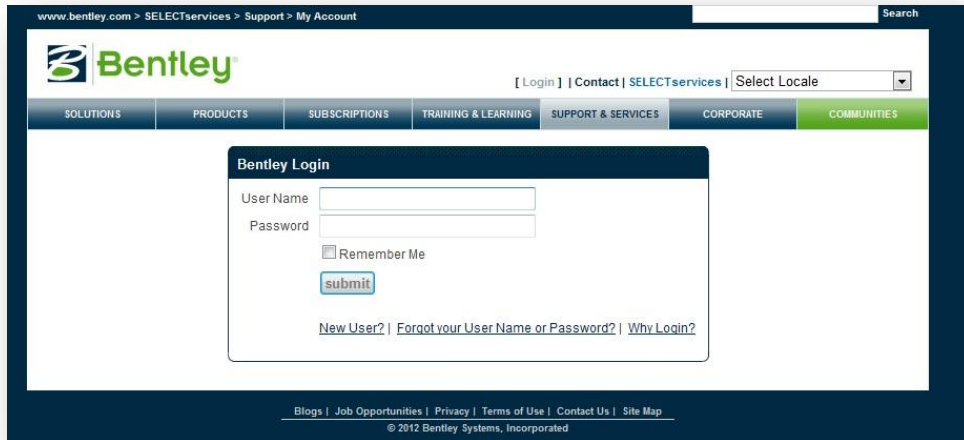 www.bentley.com > SELECTservices > Support > My Account
Search
Bentley
[ Login ] | Contact | SELECTservices | Select Locale
SOLUTIONS PRODUCTS SUBSCRIPTIONS TRAINING & LEARNING SUPPORT & SERVICES CORPORATE COMMUNITIES
Bentley Login
User Name
Password
Remember Me
submit
New User? | Forgot your User Name or Password? | Why Login?
Blogs | Job Opportunities | Privacy | Terms of Use | Contact Us | Site Map
© 2012 Bentley Systems, Incorporated